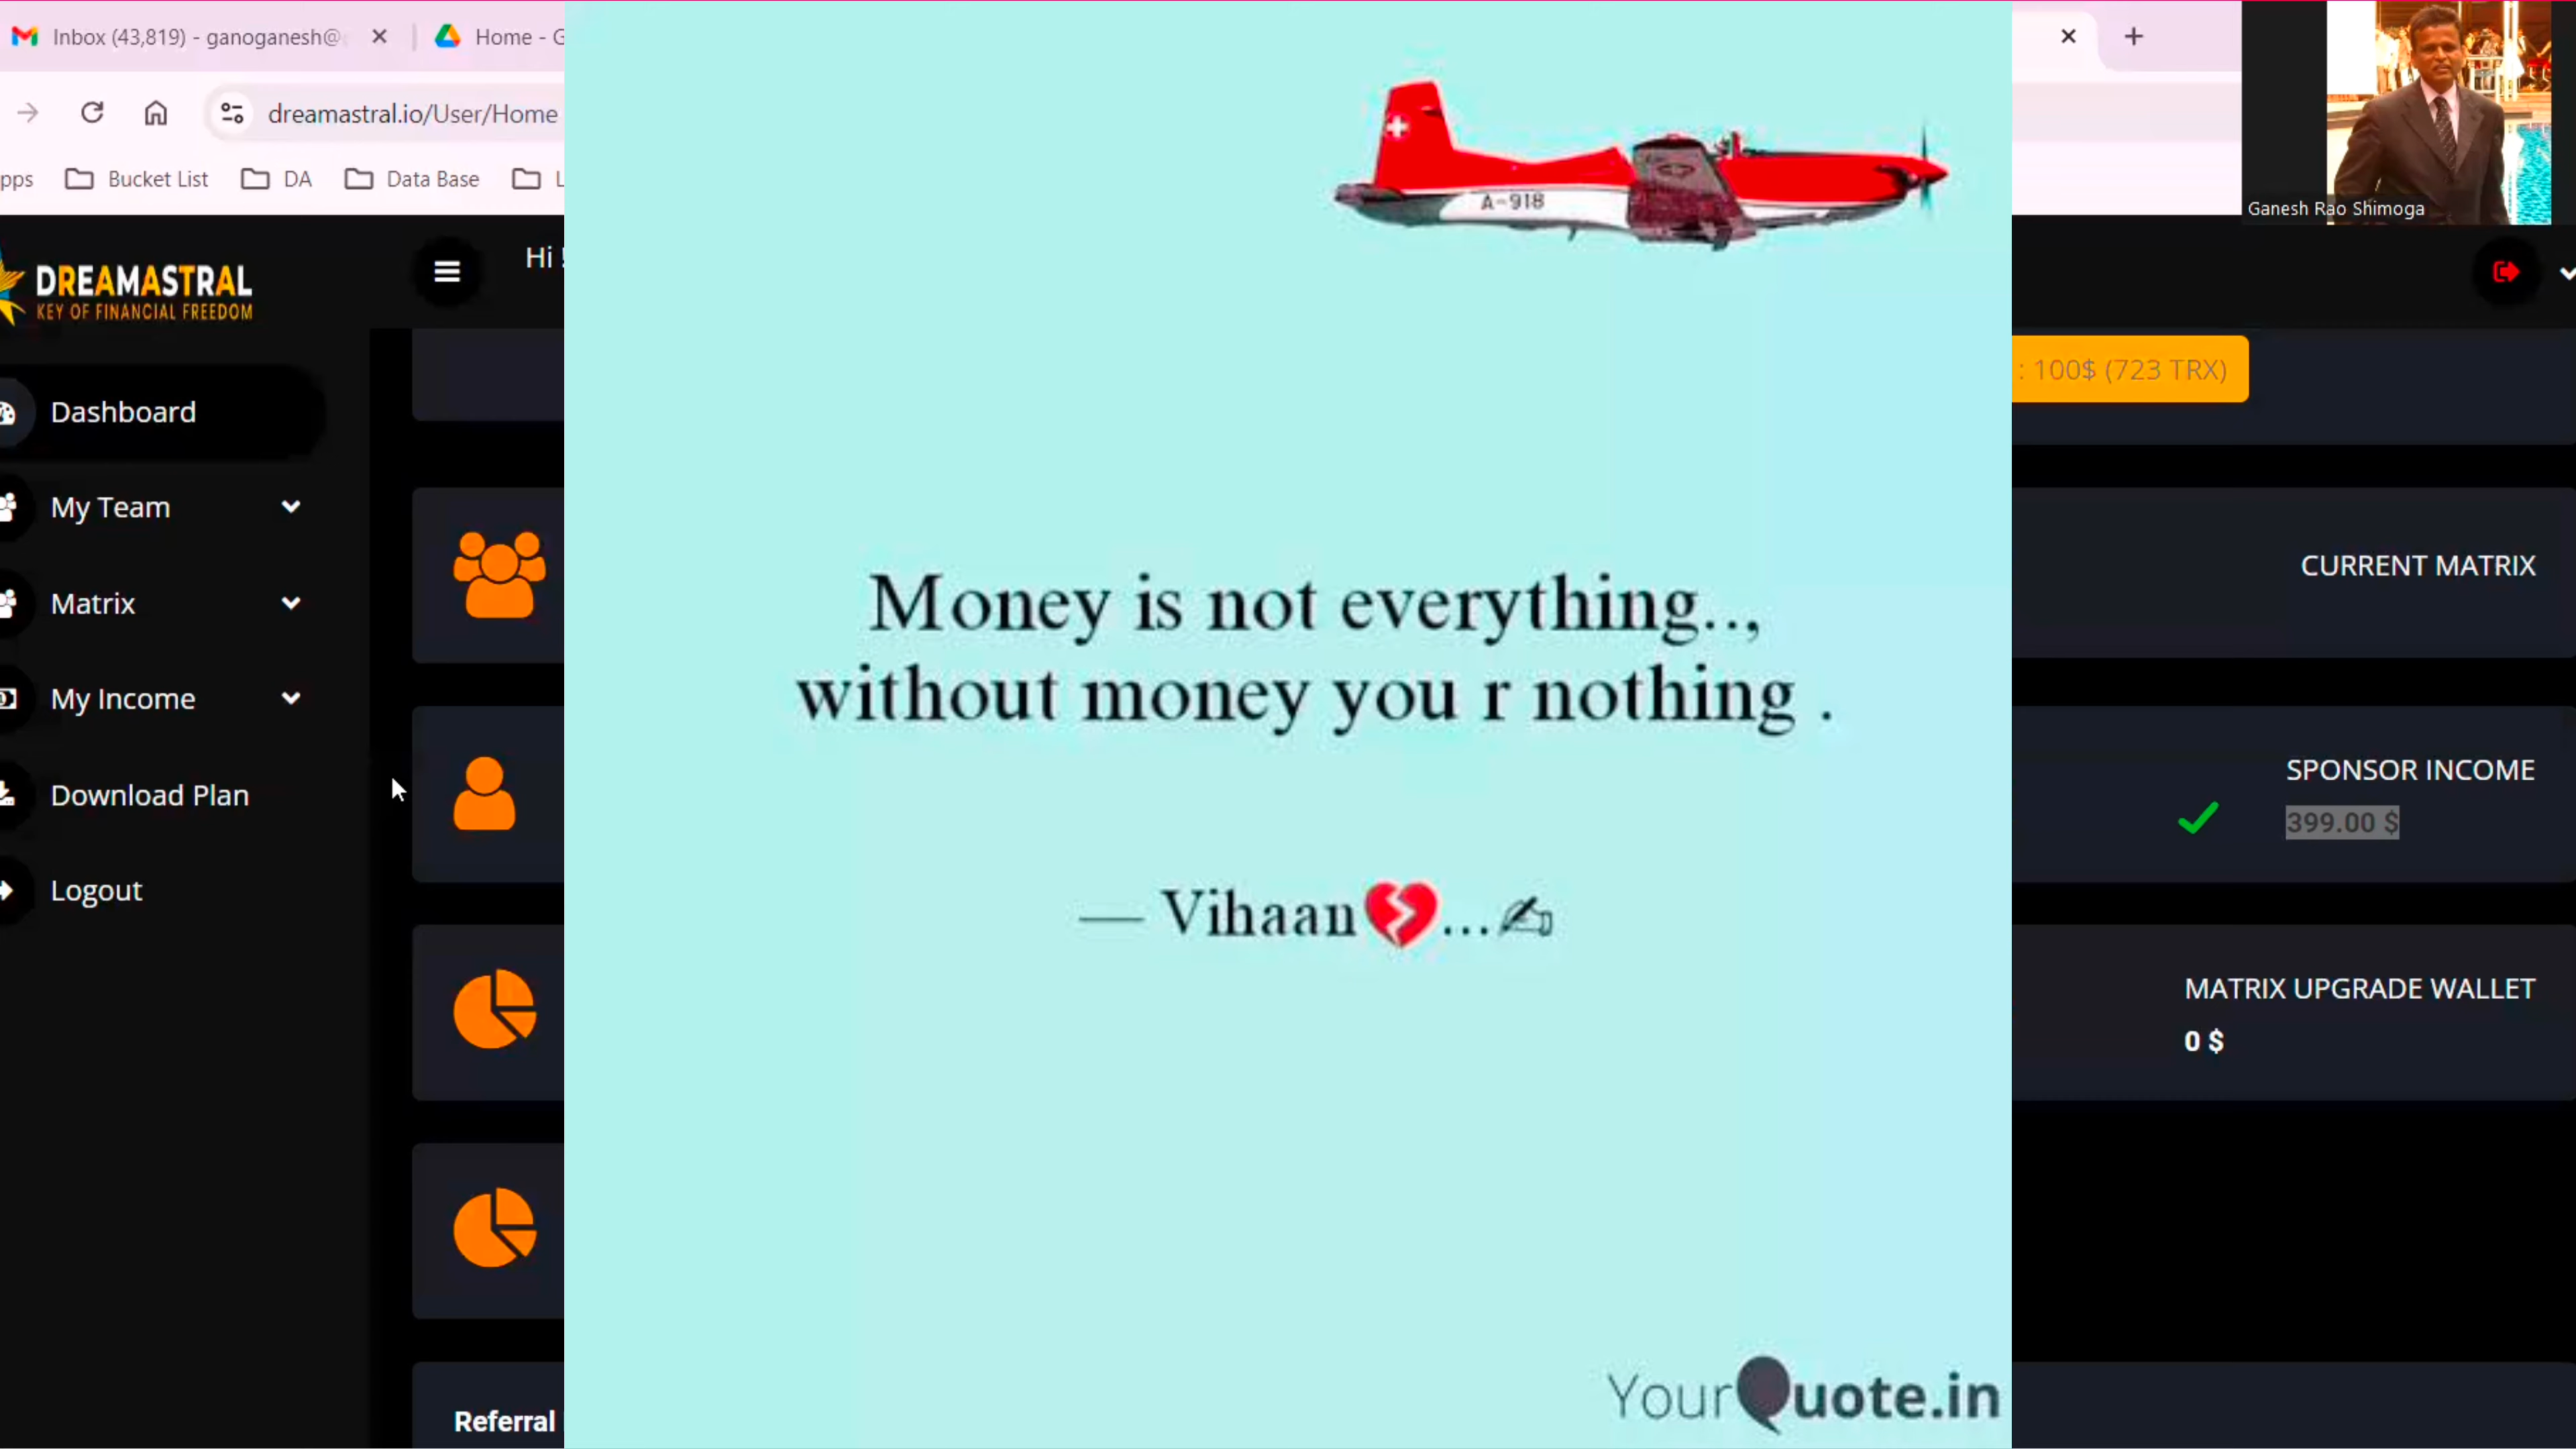 Inbox (43,819) - ganoganesh@
Home - G
dreamastral.io/User/Home
pps
Bucket List
DA
Data Base
L
Ganesh Rao Shimoga
DREAMASTRAL
KEY OF FINANCIAL FREEDOM
Hi !
: 100$ (723 TRX)
Dashboard
My Team
Matrix
My Income
Download Plan
Logout
A-918
Money is not everything..,
without money you r nothing .
— Vihaan💔...✍
YourQuote.in
CURRENT MATRIX
SPONSOR INCOME
399.00 $
MATRIX UPGRADE WALLET
0 $
Referral